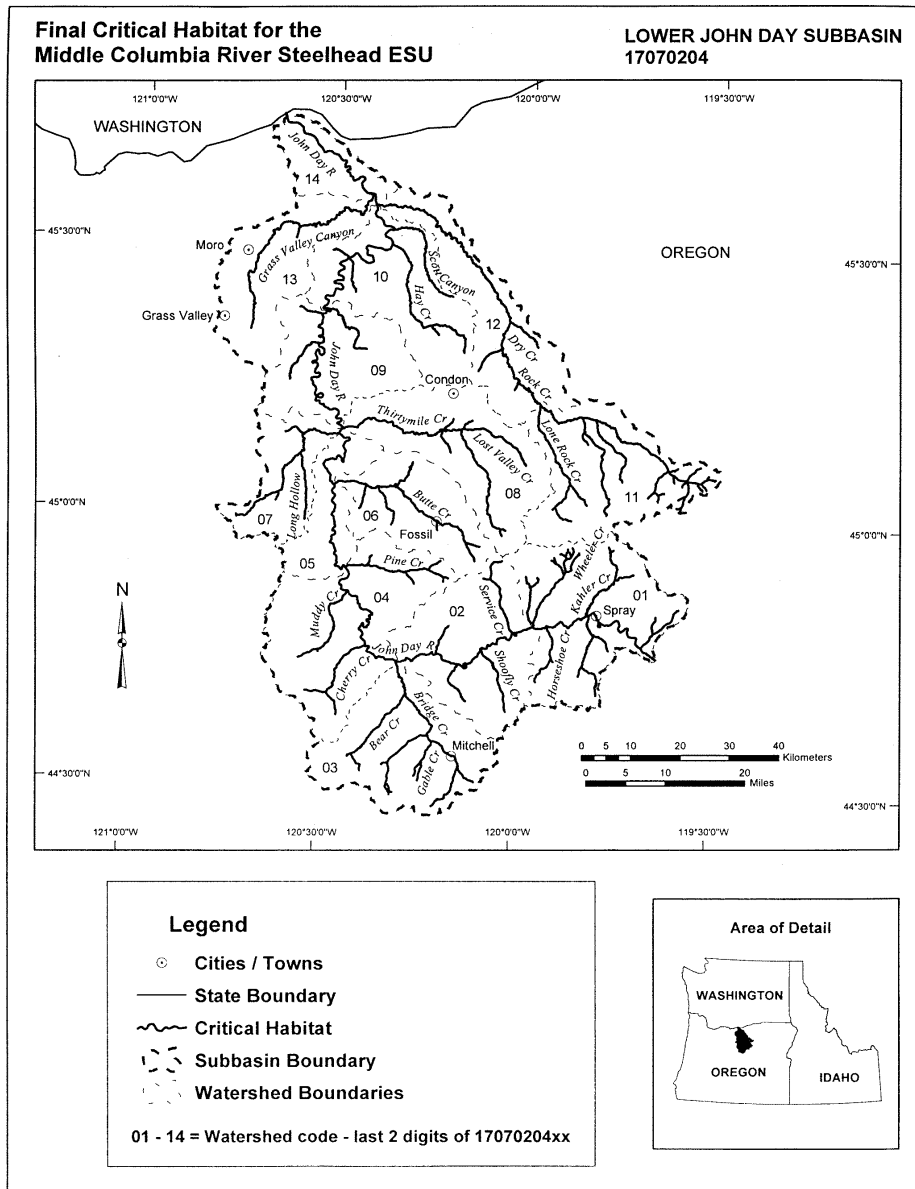 Final Critical Habitat for the
Middle Columbia River Steelhead ESU
LOWER JOHN DAY SUBBASIN
17070204
121°0'0"W
120°30'0"W
120°0'0"W
119°30'0"W
WASHINGTON
John Day R
14
45°30'0"N
Moro
Grass Valley Canyon
Scott Canyon
OREGON
45°30'0"N
13
10
Hay Cr
Grass Valley
12
Dry Cr
John Day R
09
Rock Cr
Condon
Thirtymile Cr
Lone Rock Cr
Lost Valley Cr
08
11
45°0'0"N
Long Hollow
07
06
Butte Cr
Fossil
45°0'0"N
05
Pine Cr
Wheeler Cr
N
Muddy Cr
04
02
Service Cr
Kahler Cr
01
Spray
John Day R
Cherry Cr
Shoofly Cr
Horseshoe Cr
Bridge Cr
Bear Cr
Mitchell
03
Gable Cr
44°30'0"N
0 5 10 20 30 40
Kilometers
0 5 10 20
Miles
44°30'0"N
121°0'0"W
120°30'0"W
120°0'0"W
119°30'0"W
Legend
Cities / Towns
State Boundary
Critical Habitat
Subbasin Boundary
Watershed Boundaries
01 - 14 = Watershed code - last 2 digits of 17070204xx
Area of Detail
WASHINGTON
OREGON
IDAHO